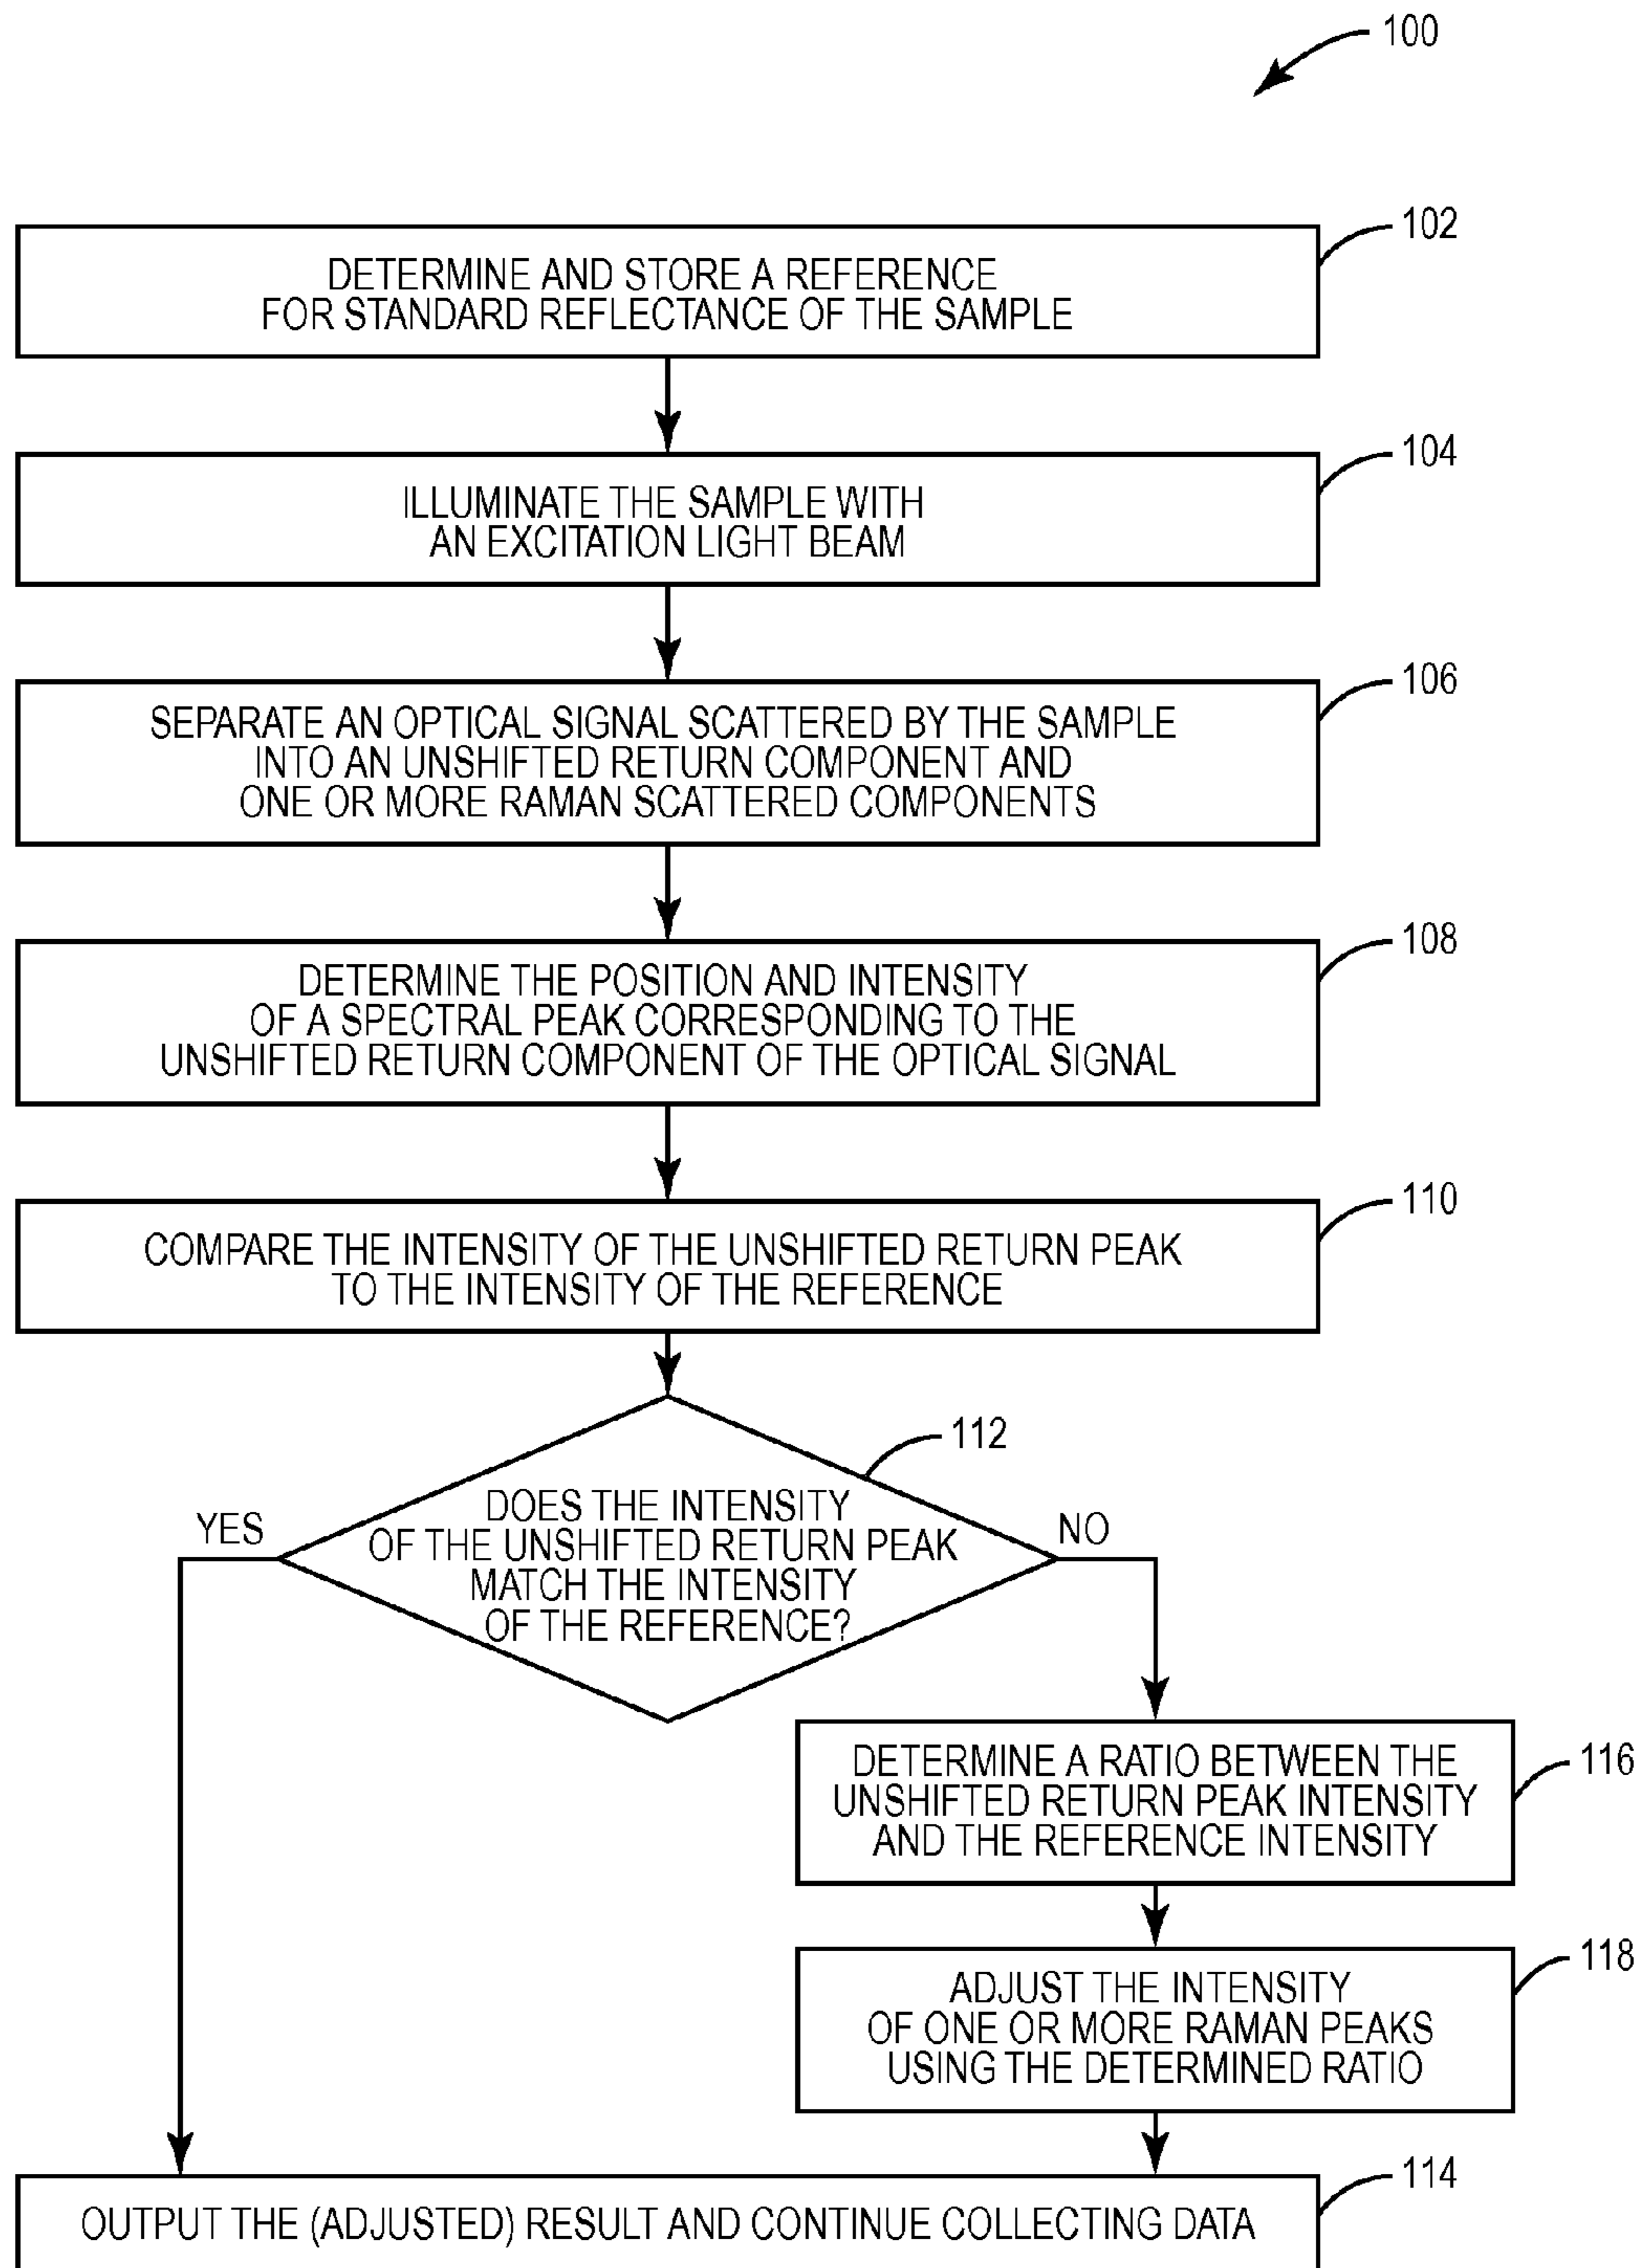 100
102
DETERMINE AND STORE A REFERENCE
FOR STANDARD REFLECTANCE OF THE SAMPLE
104
ILLUMINATE THE SAMPLE WITH
AN EXCITATION LIGHT BEAM
106
SEPARATE AN OPTICAL SIGNAL SCATTERED BY THE SAMPLE
INTO AN UNSHIFTED RETURN COMPONENT AND
ONE OR MORE RAMAN SCATTERED COMPONENTS
108
DETERMINE THE POSITION AND INTENSITY
OF A SPECTRAL PEAK CORRESPONDING TO THE
UNSHIFTED RETURN COMPONENT OF THE OPTICAL SIGNAL
110
COMPARE THE INTENSITY OF THE UNSHIFTED RETURN PEAK
TO THE INTENSITY OF THE REFERENCE
112
DOES THE INTENSITY
OF THE UNSHIFTED RETURN PEAK
MATCH THE INTENSITY
OF THE REFERENCE?
YES
NO
116
DETERMINE A RATIO BETWEEN THE
UNSHIFTED RETURN PEAK INTENSITY
AND THE REFERENCE INTENSITY
118
ADJUST THE INTENSITY
OF ONE OR MORE RAMAN PEAKS
USING THE DETERMINED RATIO
114
OUTPUT THE (ADJUSTED) RESULT AND CONTINUE COLLECTING DATA